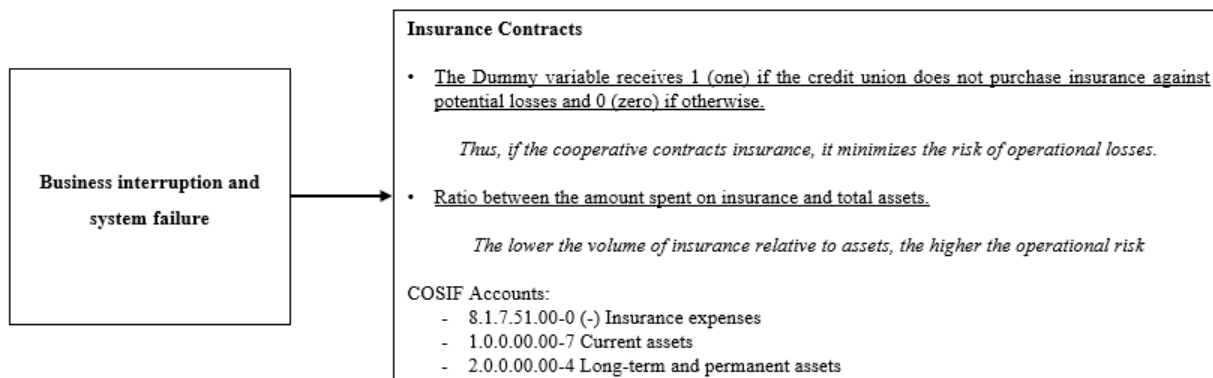 Business interruption and
system failure
Insurance Contracts
• The Dummy variable receives 1 (one) if the credit union does not purchase insurance against
potential losses and 0 (zero) if otherwise.
Thus, if the cooperative contracts insurance, it minimizes the risk of operational losses.
• Ratio between the amount spent on insurance and total assets.
The lower the volume of insurance relative to assets, the higher the operational risk
COSIF Accounts:
- 8.1.7.51.00-0 (-) Insurance expenses
- 1.0.0.00.00-7 Current assets
- 2.0.0.00.00-4 Long-term and permanent assets